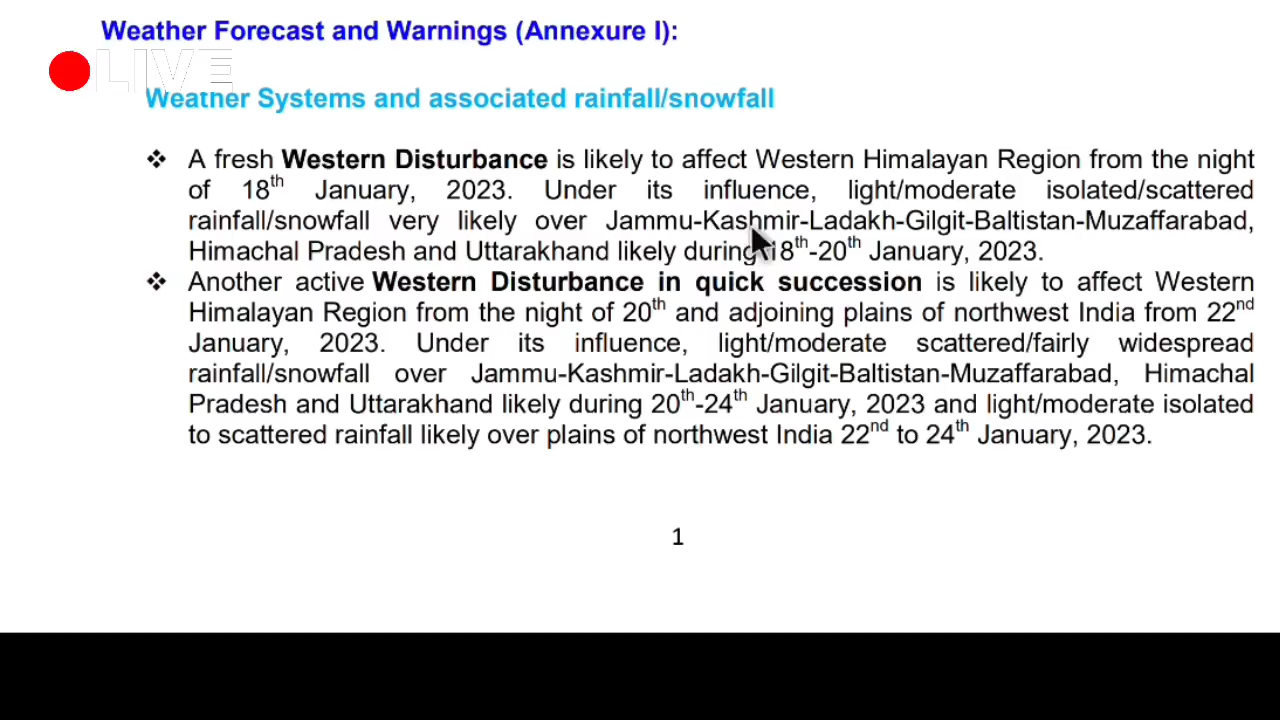 Weather Forecast and Warnings (Annexure I):
LIVE
Weather Systems and associated rainfall/snowfall
❖ A fresh Western Disturbance is likely to affect Western Himalayan Region from the night
of 18th January, 2023. Under its influence, light/moderate isolated/scattered
rainfall/snowfall very likely over Jammu-Kashmir-Ladakh-Gilgit-Baltistan-Muzaffarabad,
Himachal Pradesh and Uttarakhand likely during 18th-20th January, 2023.
❖ Another active Western Disturbance in quick succession is likely to affect Western
Himalayan Region from the night of 20th and adjoining plains of northwest India from 22nd
January, 2023. Under its influence, light/moderate scattered/fairly widespread
rainfall/snowfall over Jammu-Kashmir-Ladakh-Gilgit-Baltistan-Muzaffarabad, Himachal
Pradesh and Uttarakhand likely during 20th-24th January, 2023 and light/moderate isolated
to scattered rainfall likely over plains of northwest India 22nd to 24th January, 2023.
1